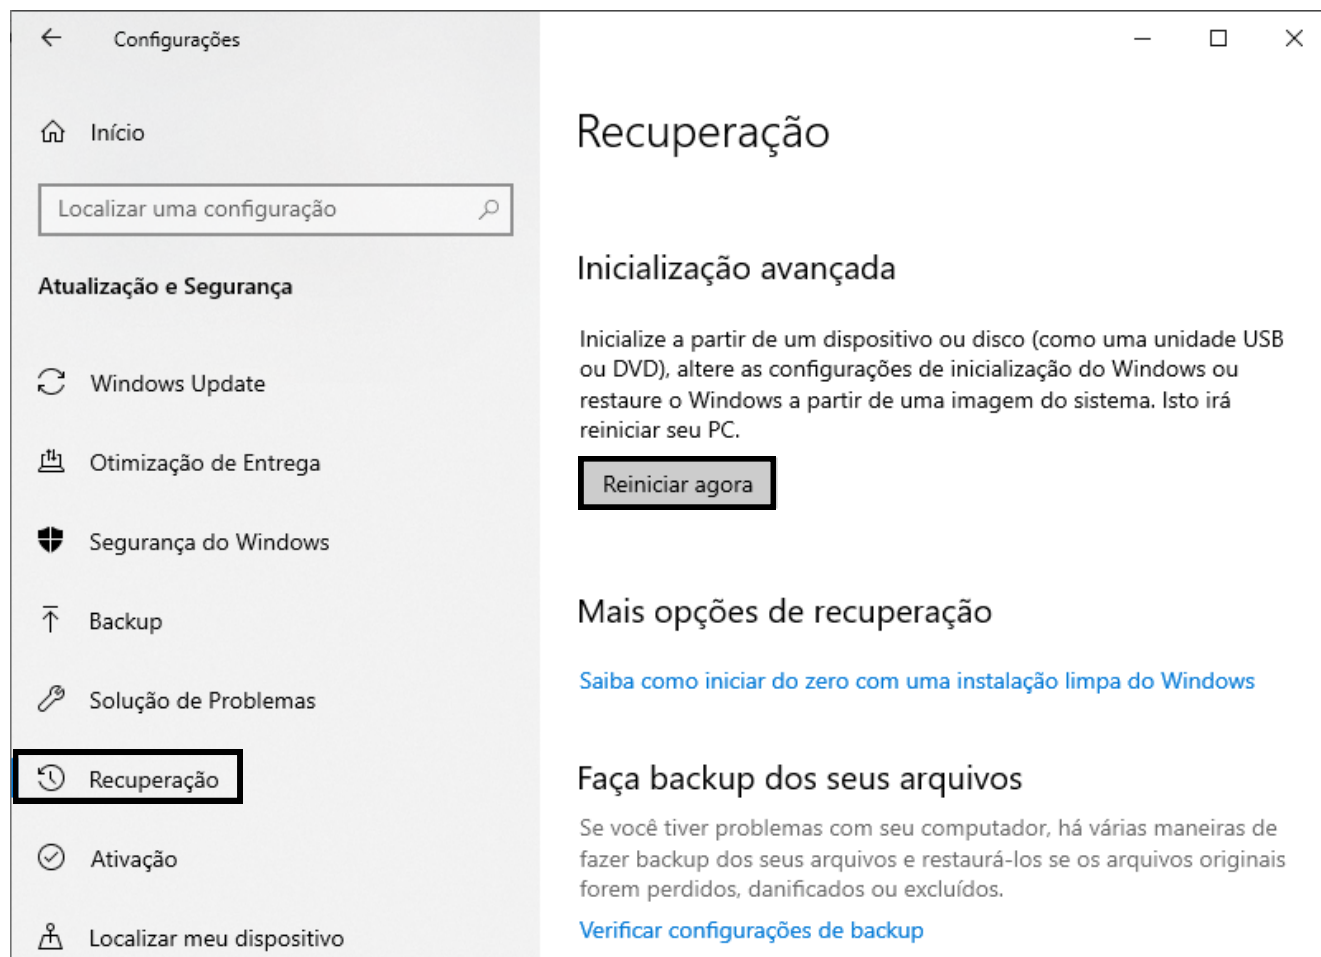 Configurações
Início
Localizar uma configuração
Atualização e Segurança
Windows Update
Otimização de Entrega
Segurança do Windows
Backup
Solução de Problemas
Recuperação
Ativação
Localizar meu dispositivo
Recuperação
Inicialização avançada
Inicialize a partir de um dispositivo ou disco (como uma unidade USB
ou DVD), altere as configurações de inicialização do Windows ou
restaure o Windows a partir de uma imagem do sistema. Isto irá
reiniciar seu PC.
Reiniciar agora
Mais opções de recuperação
Saiba como iniciar do zero com uma instalação limpa do Windows
Faça backup dos seus arquivos
Se você tiver problemas com seu computador, há várias maneiras de
fazer backup dos seus arquivos e restaurá-los se os arquivos originais
forem perdidos, danificados ou excluídos.
Verificar configurações de backup